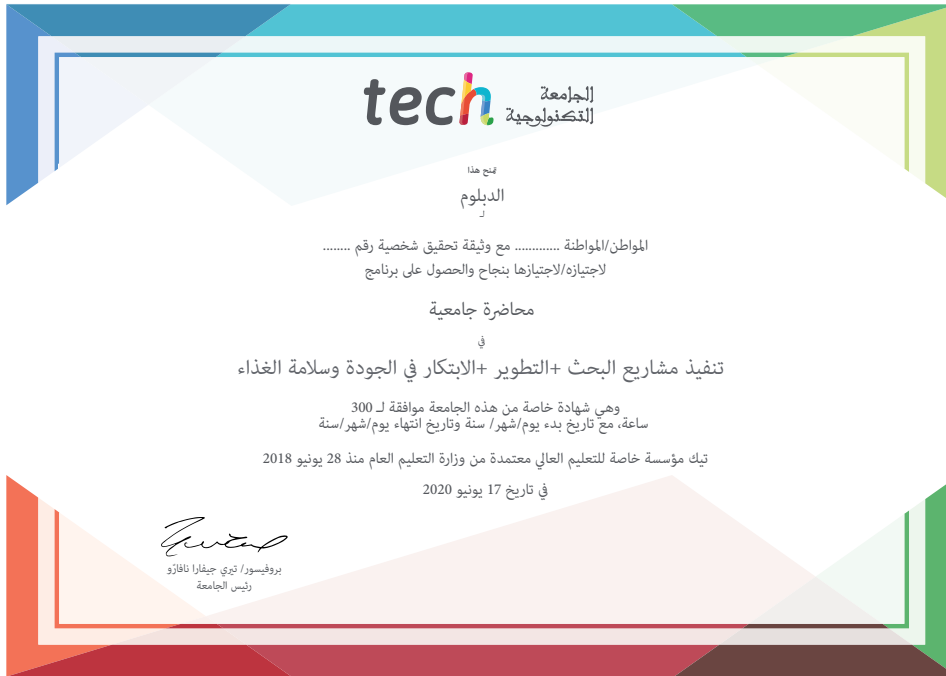 tech الجامعة
التكنولوجية
تمنح هذا
الدبلوم
لـ
المواطن/المواطنة ............. مع وثيقة تحقيق شخصية رقم ........
لاجتيازه/لاجتيازها بنجاح والحصول على برنامج
محاضرة جامعية
في
تنفيذ مشاريع البحث +التطوير +الابتكار في الجودة وسلامة الغذاء
وهي شهادة خاصة من هذه الجامعة موافقة لـ 300
ساعة، مع تاريخ بدء يوم/شهر/ سنة وتاريخ انتهاء يوم/شهر/سنة
تيك مؤسسة خاصة للتعليم العالي معتمدة من وزارة التعليم العام منذ 28 يونيو 2018
في تاريخ 17 يونيو 2020
بروفيسور/ تيري جيفارا نافارّو
رئيس الجامعة